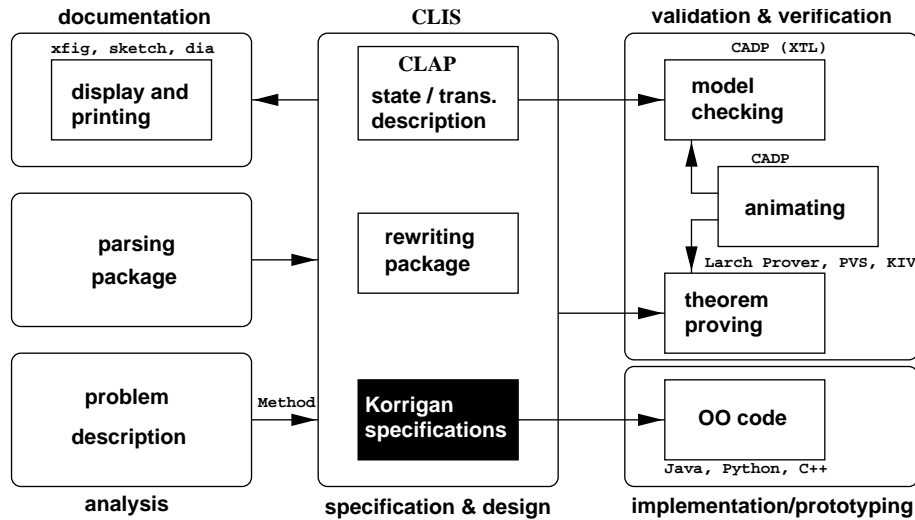 documentation
xfig, sketch, dia
display and
printing
parsing
package
problem
description
analysis
Method
CLIS
CLAP
state / trans.
description
rewriting
package
Korrigan
specifications
specification & design
validation & verification
CADP (XTL)
model
checking
CADP
animating
Larch Prover, PVS, KIV
theorem
proving
OO code
Java, Python, C++
implementation/prototyping